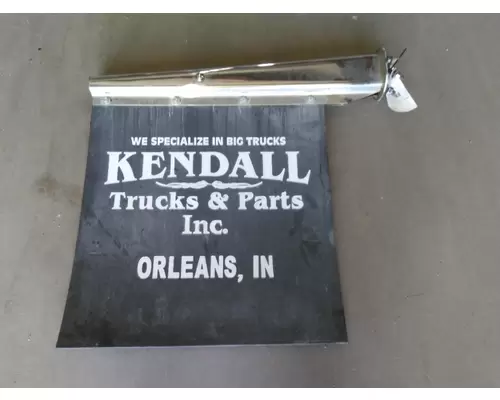 WE SPECIALIZE IN BIG TRUCKS
KENDALL
Trucks & Parts
Inc.
ORLEANS, IN